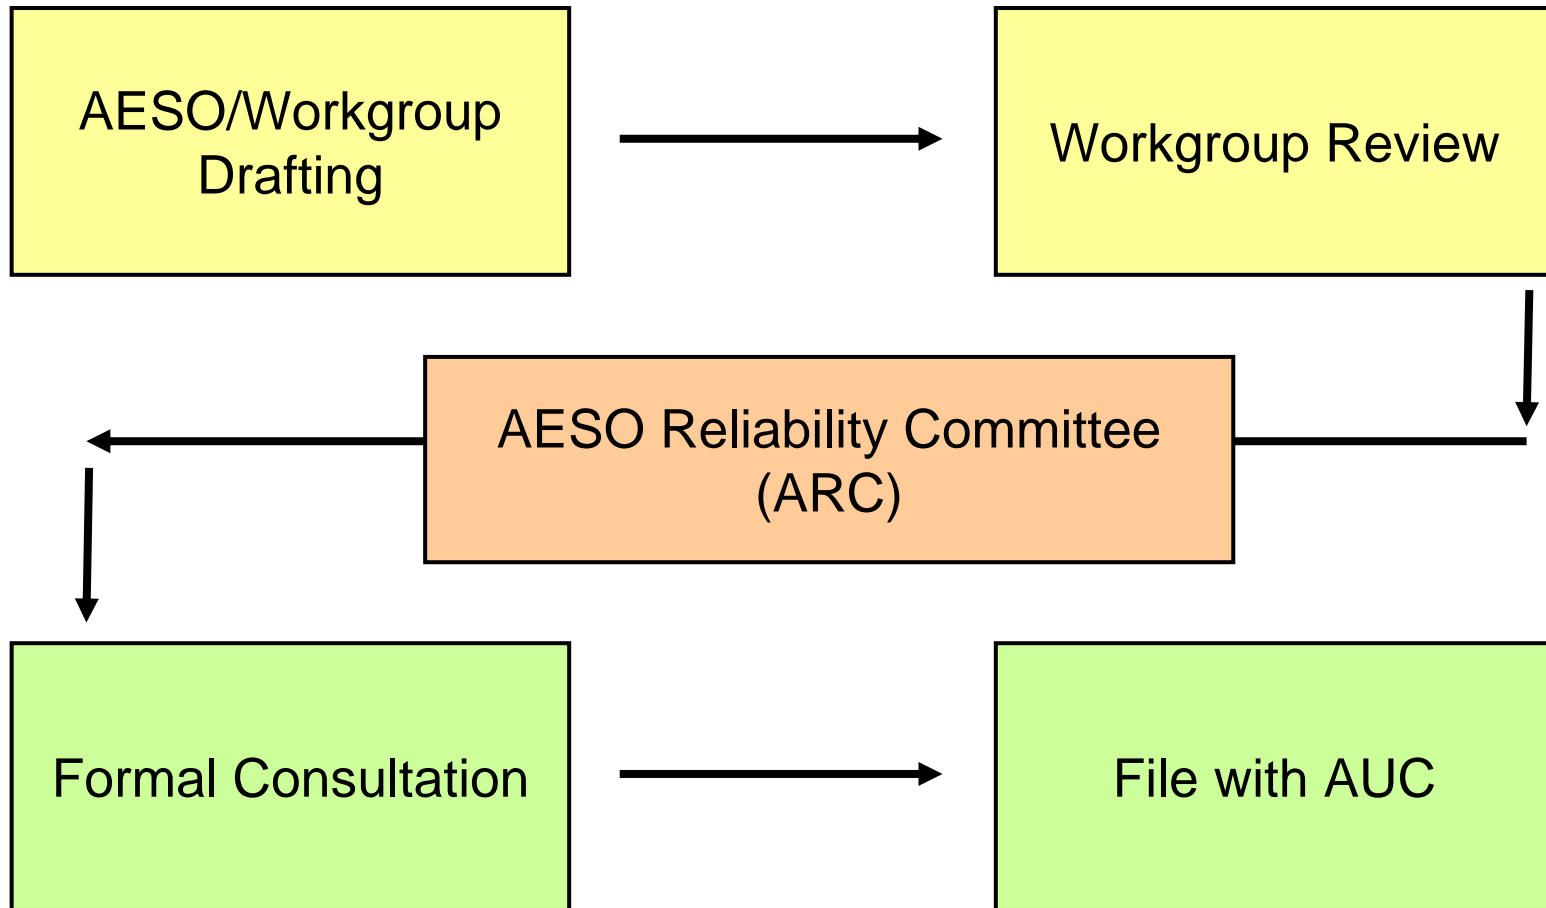 AESO/Workgroup
Drafting
Workgroup Review
AESO Reliability Committee
(ARC)
Formal Consultation
File with AUC